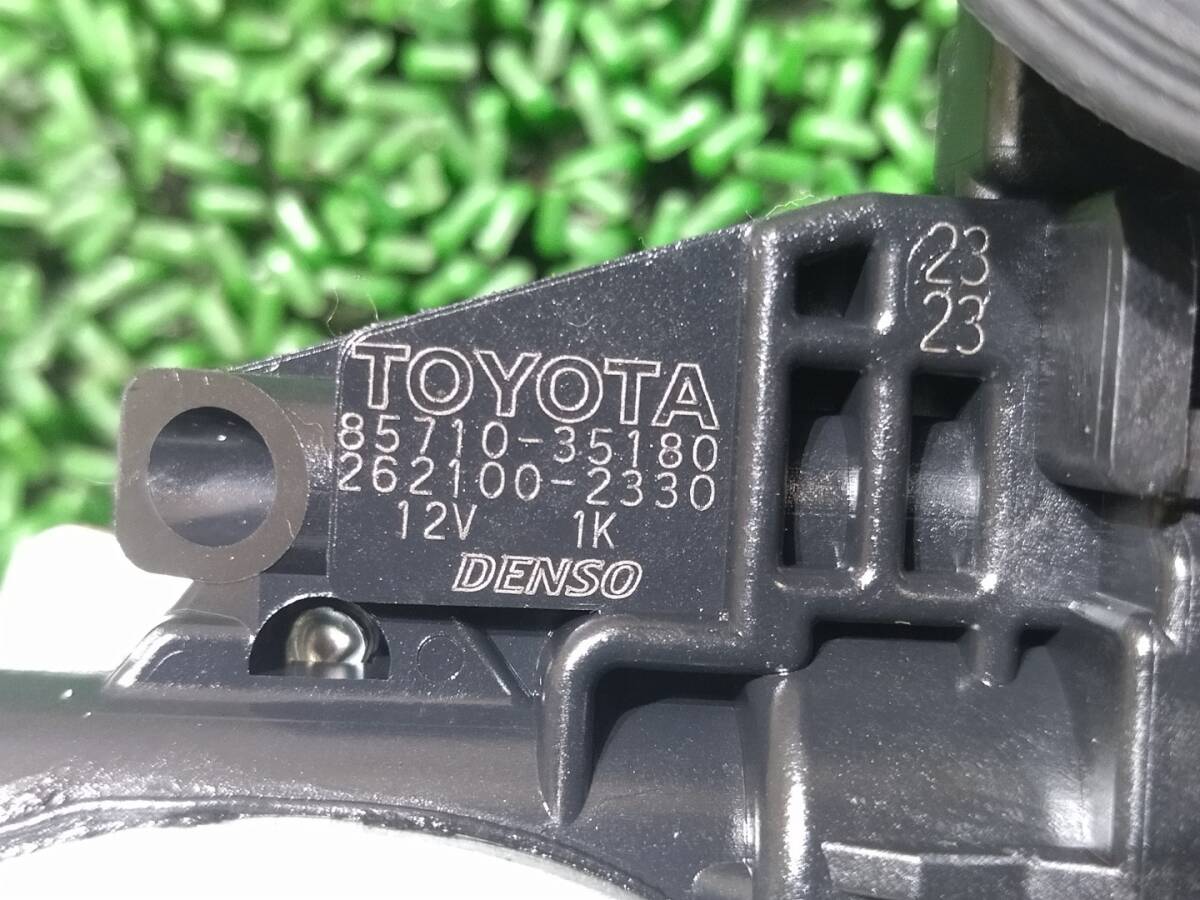 23
23
TOYOTA
85710-35180
262100-2330
12V 1K
DENSO